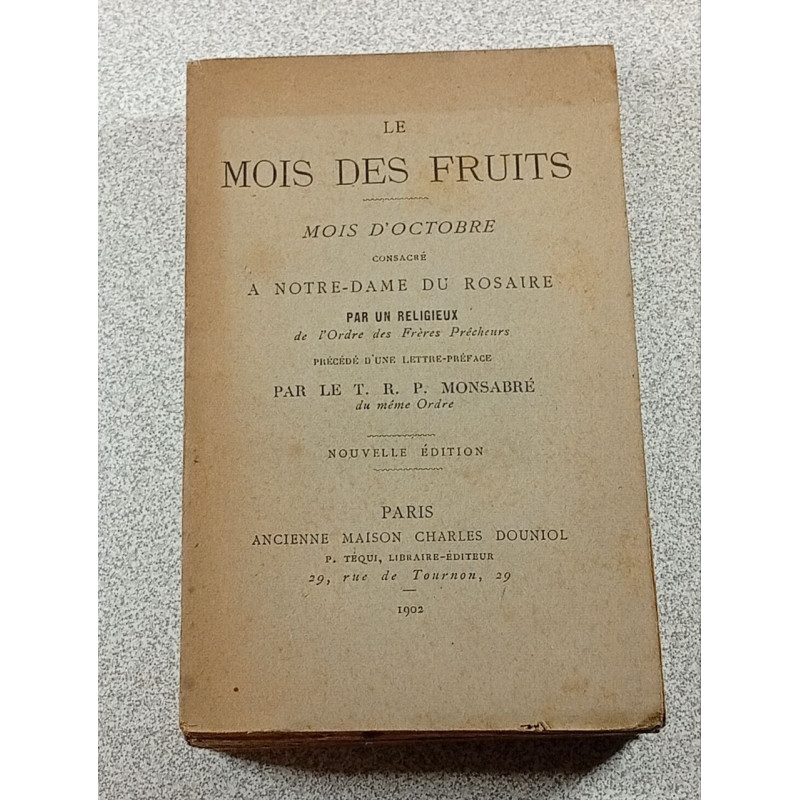 LE
MOIS DES FRUITS
MOIS D'OCTOBRE
CONSACRÉ
A NOTRE-DAME DU ROSAIRE
PAR UN RELIGIEUX
de l'Ordre des Frères Prêcheurs
PRÉCÉDÉ D'UNE LETTRE-PRÉFACE
PAR LE T. R. P. MONSABRÉ
du même Ordre
NOUVELLE ÉDITION
PARIS
ANCIENNE MAISON CHARLES DOUNIOL
P. TÉQUI, LIBRAIRE-ÉDITEUR
29, rue de Tournon, 29
1902